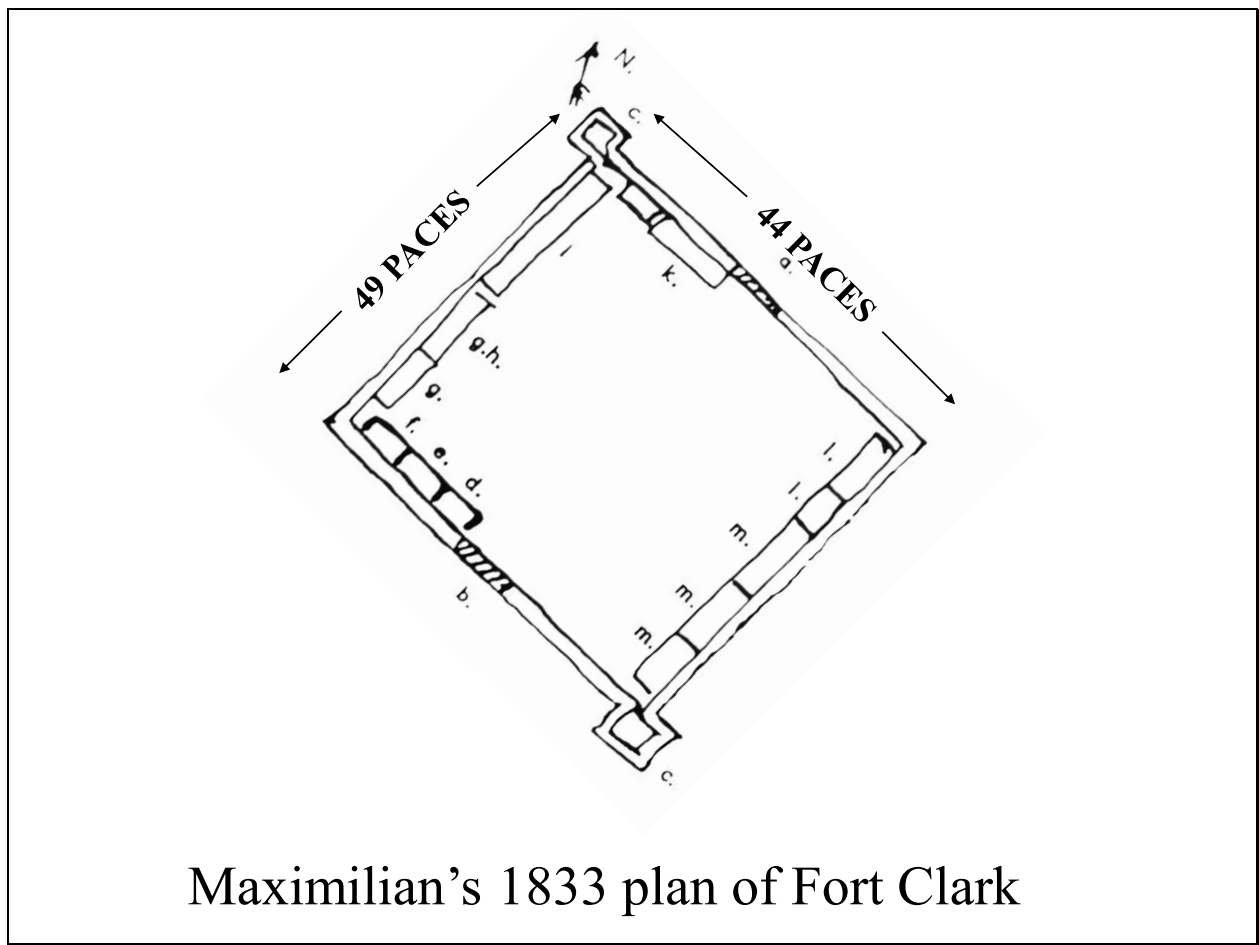 N.
c.
49 PACES
44 PACES
a.
k.
i
g.h.
g.
f.
e.
d.
l.
l.
m.
b.
m.
m.
c.
Maximilian’s 1833 plan of Fort Clark